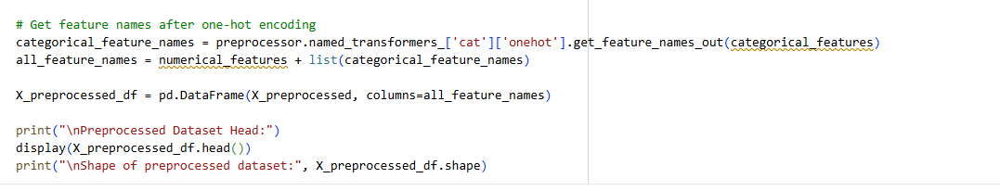 # Get feature names after one-hot encoding
categorical_feature_names = preprocessor.named_transformers_['cat']['onehot'].get_feature_names_out(categorical_features)
all_feature_names = numerical_features + list(categorical_feature_names)
X_preprocessed_df = pd.DataFrame(X_preprocessed, columns=all_feature_names)
print("\nPreprocessed Dataset Head:")
display(X_preprocessed_df.head())
print("\nShape of preprocessed dataset:", X_preprocessed_df.shape)